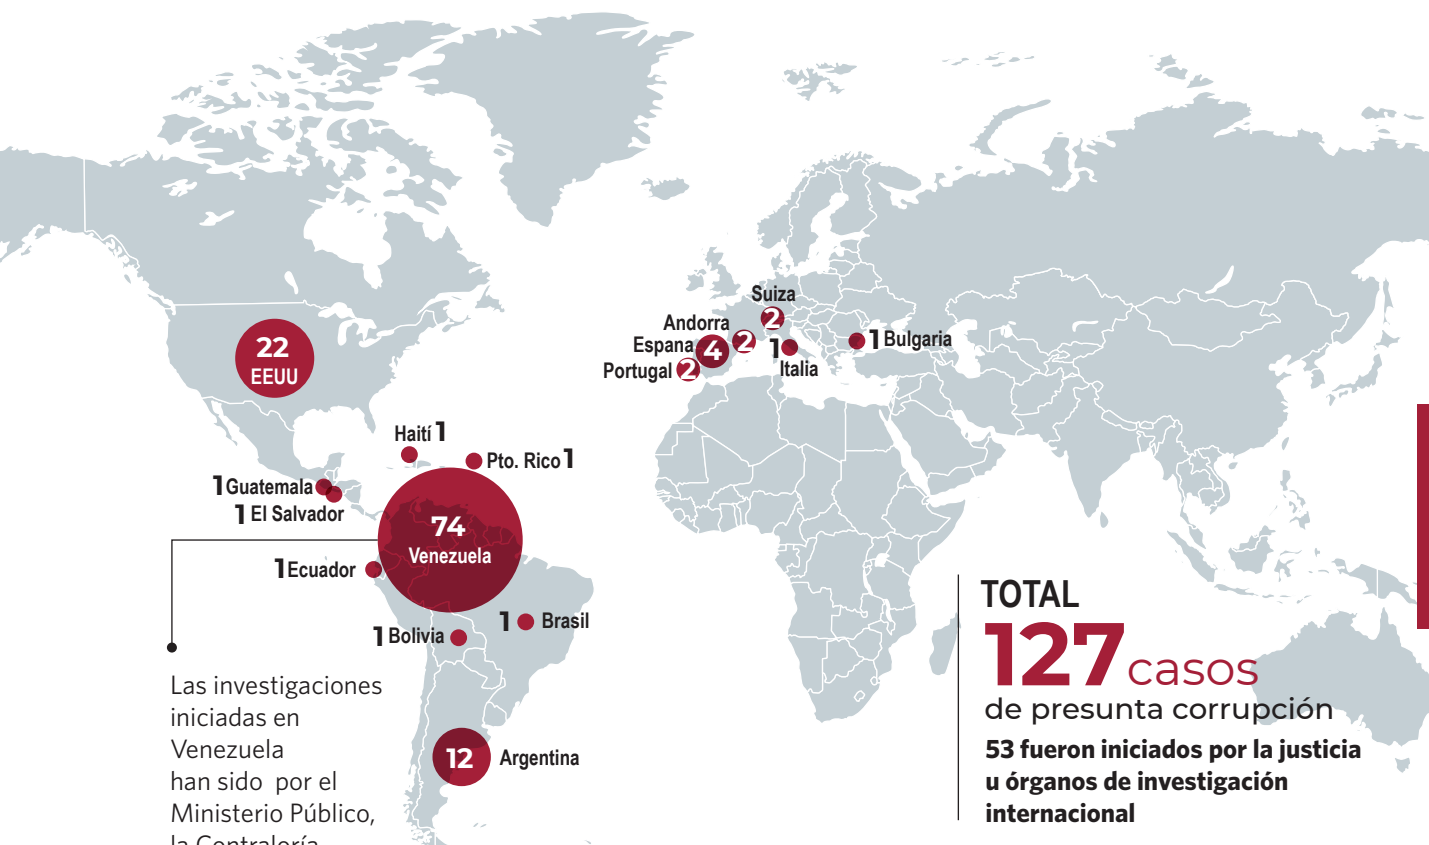 22
EEUU
Haití 1
Pto. Rico 1
1 Guatemala
1 El Salvador
74
Venezuela
1 Ecuador
1 Brasil
1 Bolivia
12 Argentina
Suiza
2
Andorra
2
Espana 4
Portugal 2
1
Italia
1 Bulgaria
Las investigaciones
iniciadas en
Venezuela
han sido por el
Ministerio Público,
la Contraloría
TOTAL
127 casos
de presunta corrupción
53 fueron iniciados por la justicia
u órganos de investigación
internacional